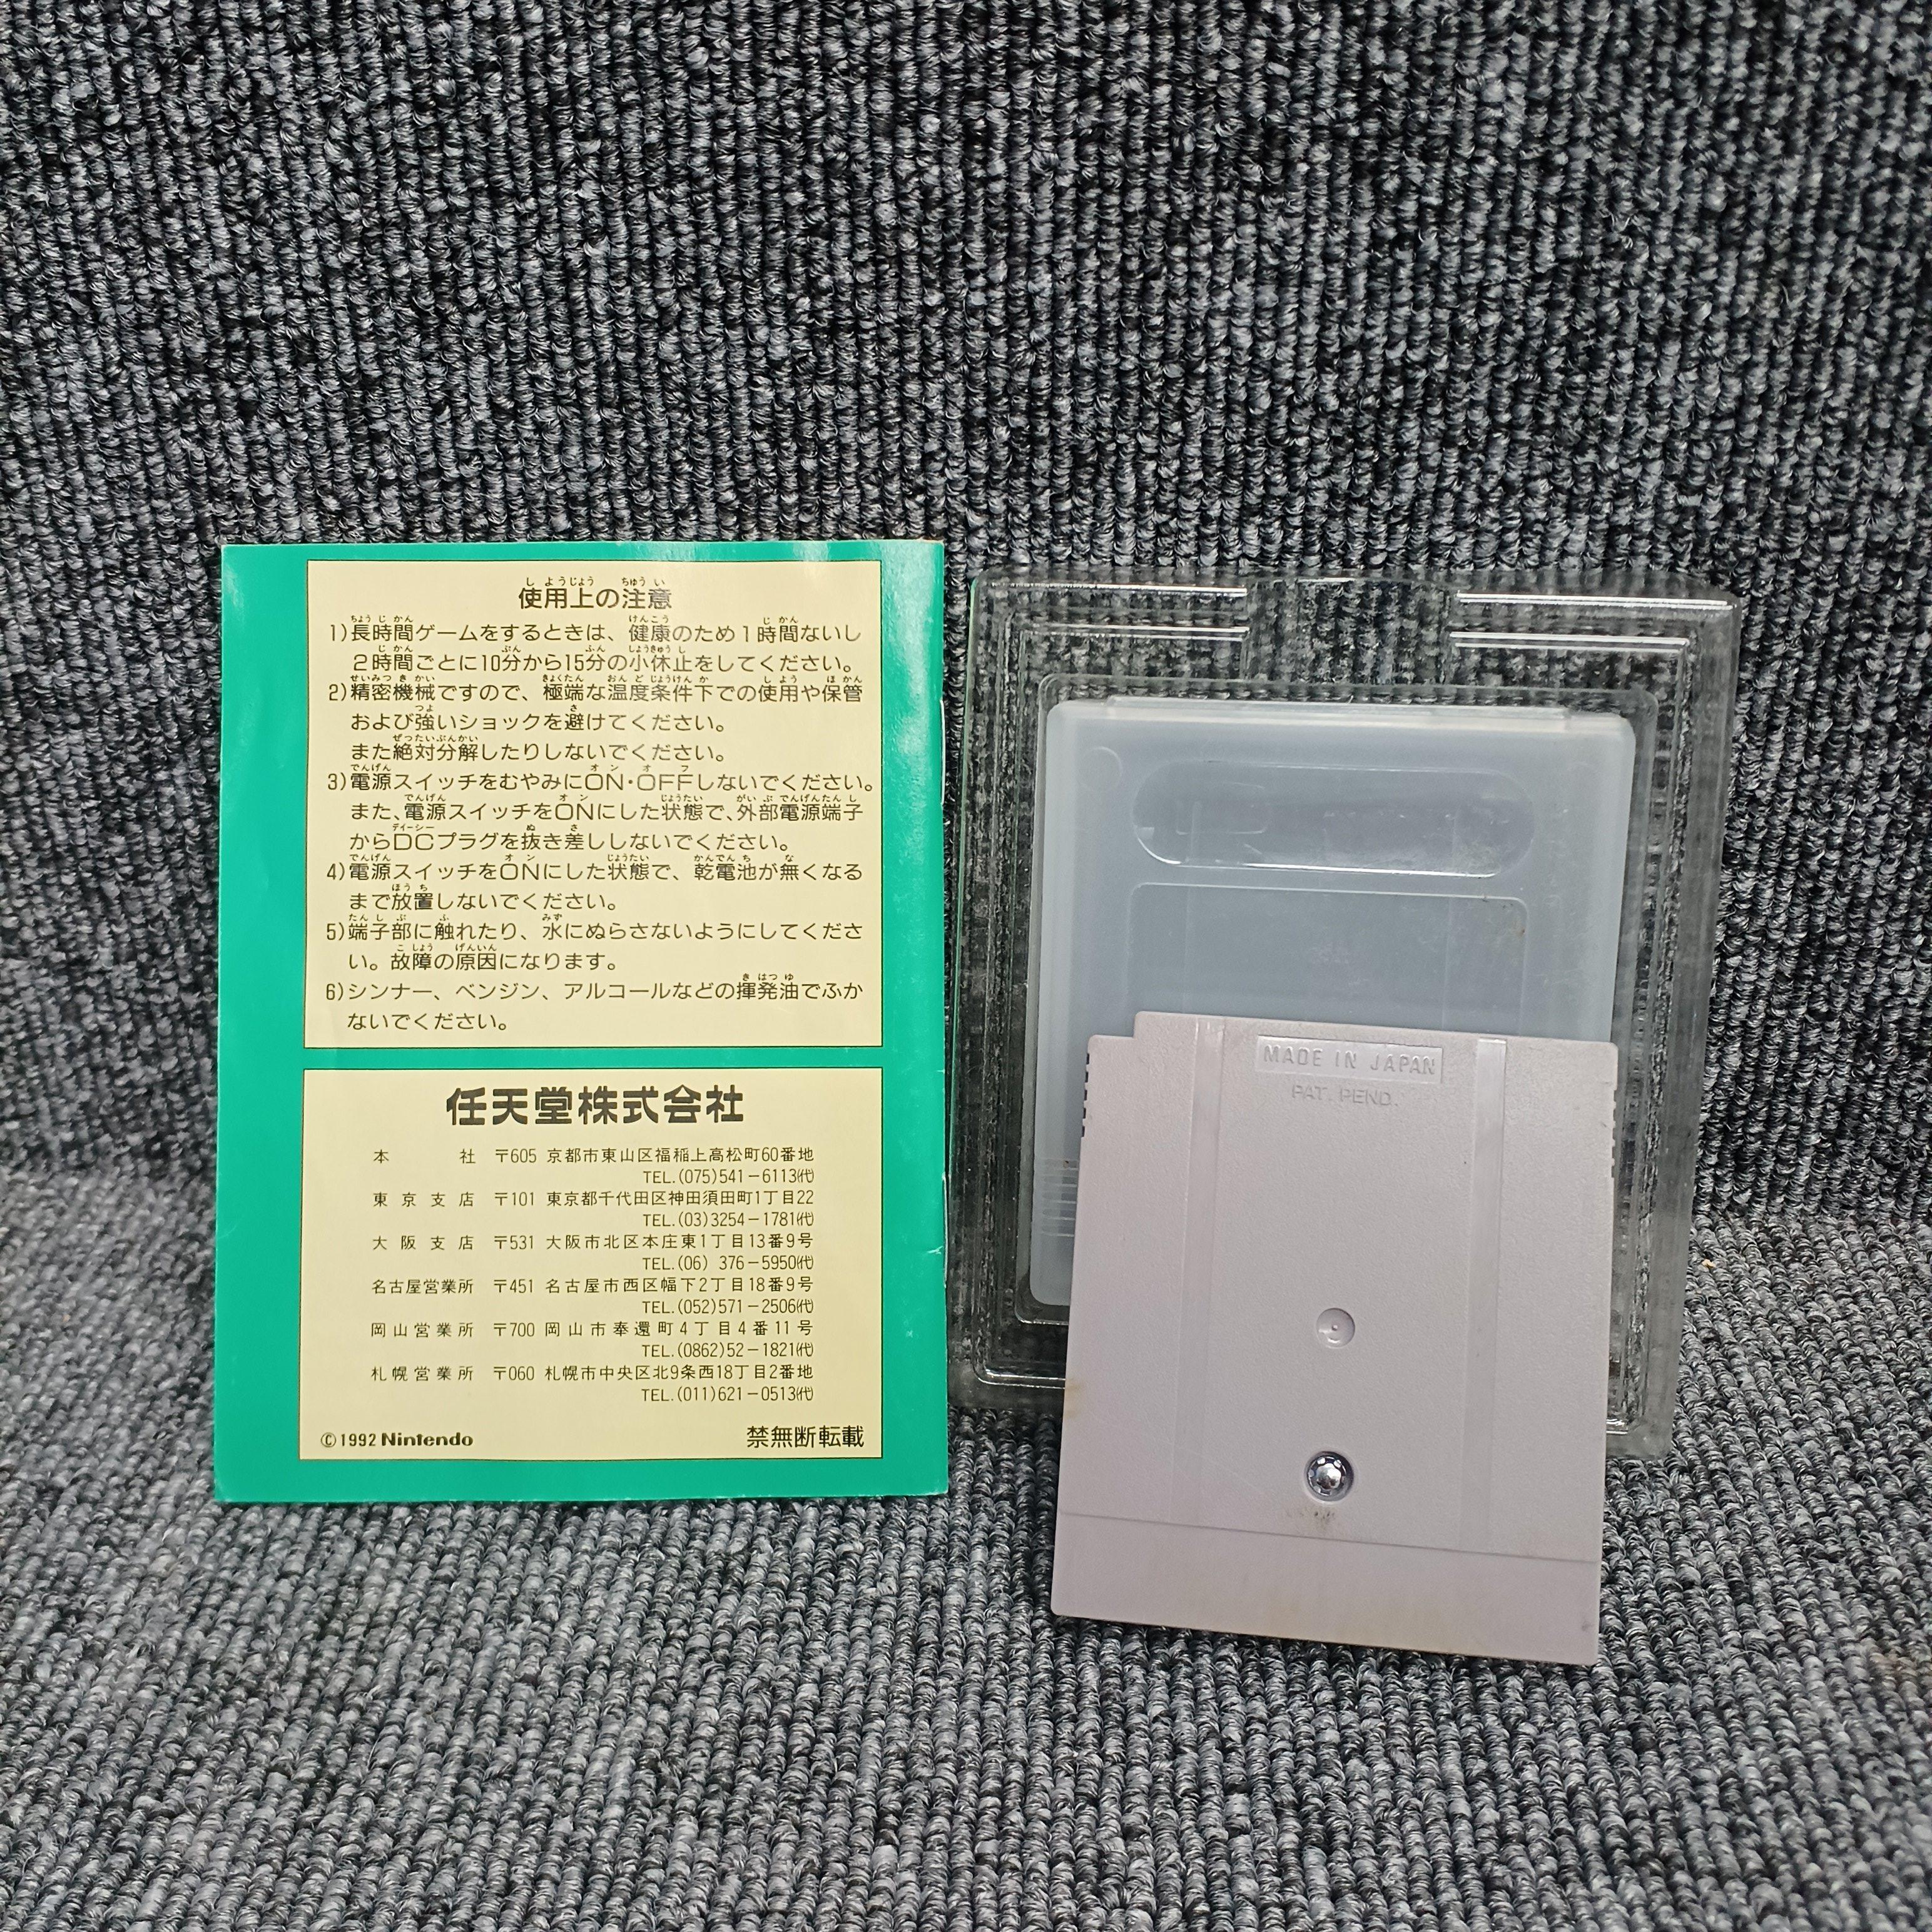 使用上の注意
1)長時間ゲームをするときは、健康のため1時間ないし
2時間ごとに10分から15分の小休止をしてください。
2)精密機械ですので、極端な温度条件下での使用や保管
および強いショックを避けてください。
また絶対分解したりしないでください。
3)電源スイッチをむやみにON・OFFしないでください。
また、電源スイッチをONにした状態で、外部電源端子
からDCプラグを抜き差ししないでください。
4)電源スイッチをONにした状態で、乾電池が無くなる
まで放置しないでください。
5)端子部に触れたり、水にぬらさないようにしてくださ
い。故障の原因になります。
6)シンナー、ベンジン、アルコールなどの揮発油でふか
ないでください。
任天堂株式会社
本社 〒605 京都市東山区福稲上高松町60番地
TEL.(075)541-6113(代)
東京支店 〒101 東京都千代田区神田須田町1丁目22
TEL.(03)3254-1781(代)
大阪支店 〒531 大阪市北区本庄東1丁目13番9号
TEL.(06) 376-5950(代)
名古屋営業所 〒451 名古屋市西区幅下2丁目18番9号
TEL.(052)571-2506(代)
岡山営業所 〒700 岡山市奉還町4丁目4番11号
TEL.(0862)52-1821(代)
札幌営業所 〒060 札幌市中央区北9条西18丁目2番地
TEL.(011)621-0513(代)
©1992 Nintendo 禁無断転載
MADE IN JAPAN
PAT. PEND.